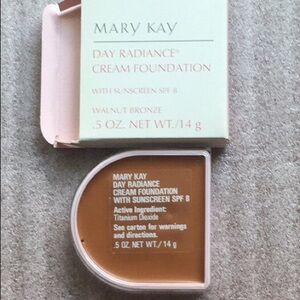 MARY KAY
DAY RADIANCE®
CREAM FOUNDATION
WITH SUNSCREEN SPF 8
WALNUT BRONZE
.5 OZ. NET WT./14 g
MARY KAY
DAY RADIANCE
CREAM FOUNDATION
WITH SUNSCREEN SPF 8
Active Ingredient:
Titanium Dioxide
See carton for warnings
and directions.
.5 OZ. NET WT./14 g